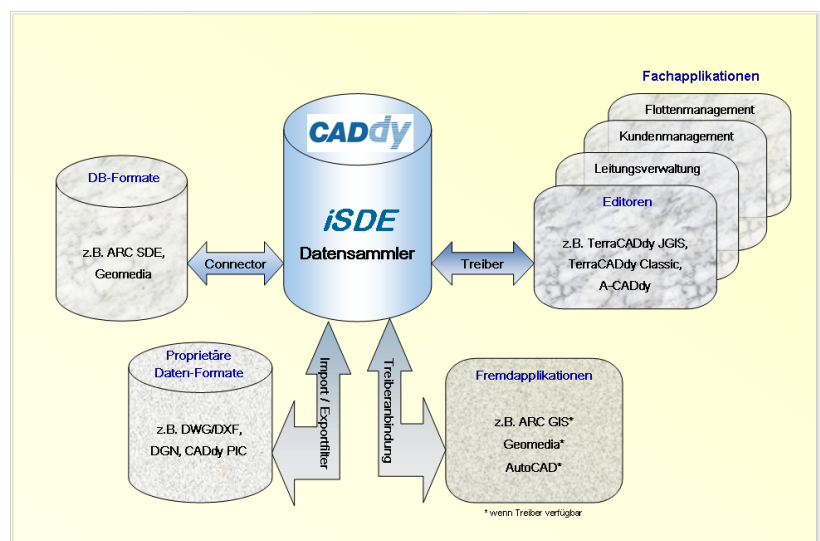 Fachapplikationen
Flottenmanagement
Kundenmanagement
Leitungsverwaltung
Editoren
z.B. TerraCADdy JGIS,
TerraCADdy Classic,
A-CADdy
CADdy
iSDE
Datensammler
DB-Formate
z.B. ARC SDE,
Geomedia
Connector
Treiber
Proprietäre
Daten-Formate
z.B. DWG/DXF,
DGN, CADdy PIC
Import / Exportfilter
Treiberanbindung
Fremdapplikationen
z.B. ARC GIS*
Geomedia*
AutoCAD*
* wenn Treiber verfügbar